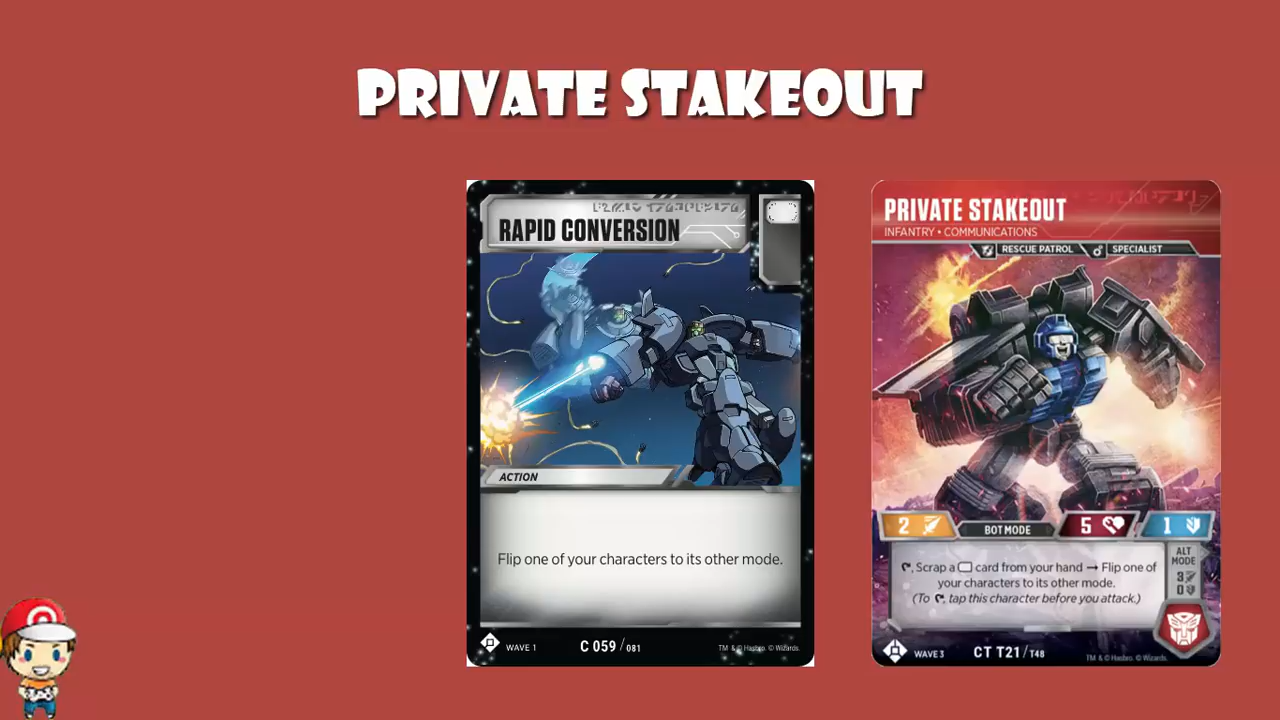 PRIVATE STAKEOUT
RAPID CONVERSION
ACTION
Flip one of your characters to its other mode.
WAVE 1
C 059 / 081
TM & © Hasbro. © Wizards.
PRIVATE STAKEOUT
INFANTRY • COMMUNICATIONS
RESCUE PATROL
SPECIALIST
2
BOT MODE
5
1
, Scrap a card from your hand → Flip one of
your characters to its other mode.
(To , tap this character before you attack.)
ALT
MODE
3
0
WAVE 3
CT T21 / T48
TM & © Hasbro. © Wizards.